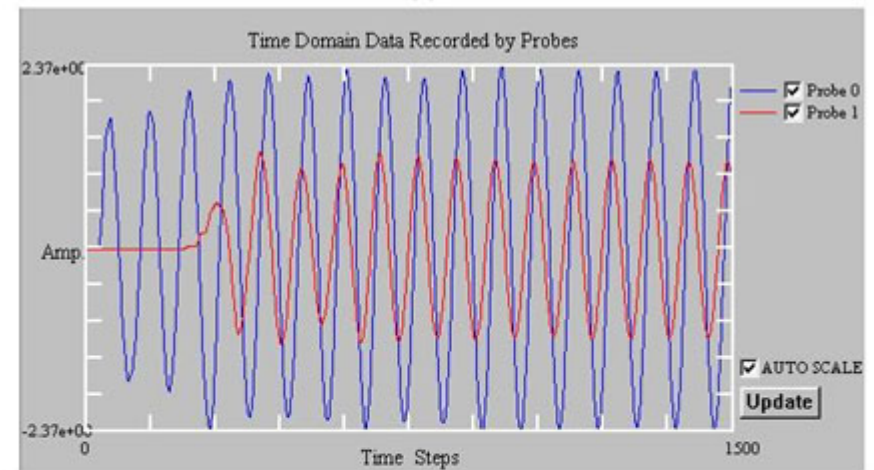 Time Domain Data Recorded by Probes
2.37e+00
Probe 0
Probe 1
Amp.
AUTO SCALE
Update
-2.37e+00
0
1500
Time Steps